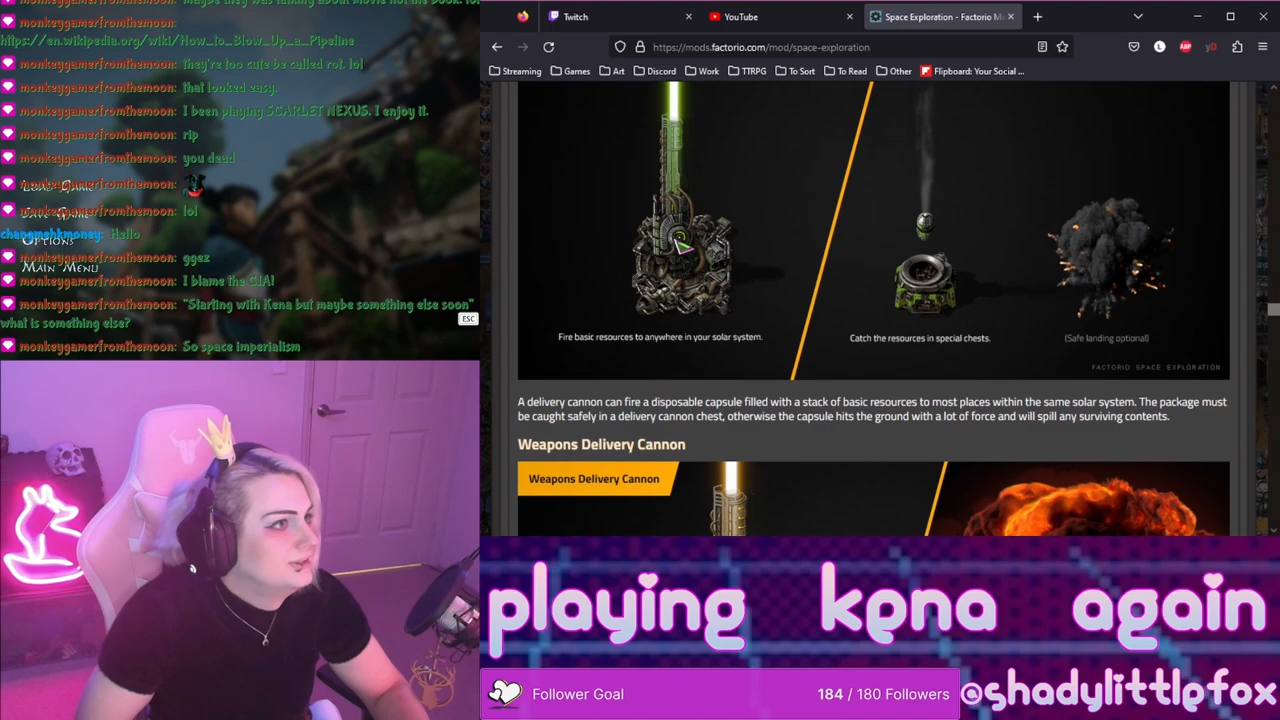 maybe they was talking about movie not the book. lol
monkeygamerfromthemoon:
https://en.wikipedia.org/wiki/How_to_Blow_Up_a_Pipeline
monkeygamerfromthemoon: they're too cute be called rot. lol
monkeygamerfromthemoon: that looked easy.
monkeygamerfromthemoon: I been playing SCARLET NEXUS. I enjoy it.
monkeygamerfromthemoon: rip
monkeygamerfromthemoon: you dead
monkeygamerfromthemoon:
Load Game
monkeygamerfromthemoon: lol
Save Game
changmshkmoney: Hello
Options
monkeygamerfromthemoon: ggez
Main Menu
monkeygamerfromthemoon: I blame the CIA!
monkeygamerfromthemoon: "Starting with Kena but maybe something else soon"
what is something else?
ESC
monkeygamerfromthemoon: So space imperialism
Twitch
YouTube
Space Exploration - Factorio M
https://mods.factorio.com/mod/space-exploration
L
ABP
yD
Streaming
Games
Art
Discord
Work
TTRPG
To Sort
To Read
Other
Flipboard: Your Social ...
Fire basic resources to anywhere in your solar system.
Catch the resources in special chests.
(Safe landing optional)
FACTORIO SPACE EXPLORATION
A delivery cannon can fire a disposable capsule filled with a stack of basic resources to most places within the same solar system. The package must
be caught safely in a delivery cannon chest, otherwise the capsule hits the ground with a lot of force and will spill any surviving contents.
Weapons Delivery Cannon
Weapons Delivery Cannon
playing kena again
Follower Goal
184 / 180 Followers
@shadylittlefox